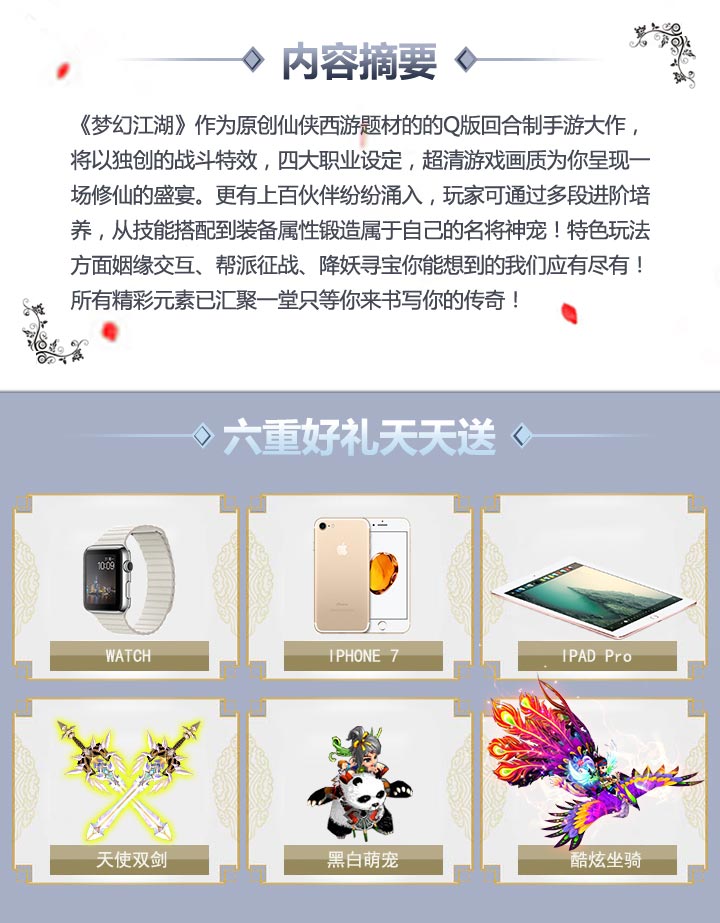 内容摘要
《梦幻江湖》作为原创仙侠西游题材的的Q版回合制手游大作，
将以独创的战斗特效，四大职业设定，超清游戏画质为你呈现一
场修仙的盛宴。更有上百伙伴纷纷涌入，玩家可通过多段进阶培
养，从技能搭配到装备属性锻造属于自己的名将神宠！特色玩法
方面姻缘交互、帮派征战、降妖寻宝你能想到的我们应有尽有！
所有精彩元素已汇聚一堂只等你来书写你的传奇！
六重好礼天天送
10:09
WATCH
IPHONE 7
IPAD Pro
天使双剑
黑白萌宠
酷炫坐骑